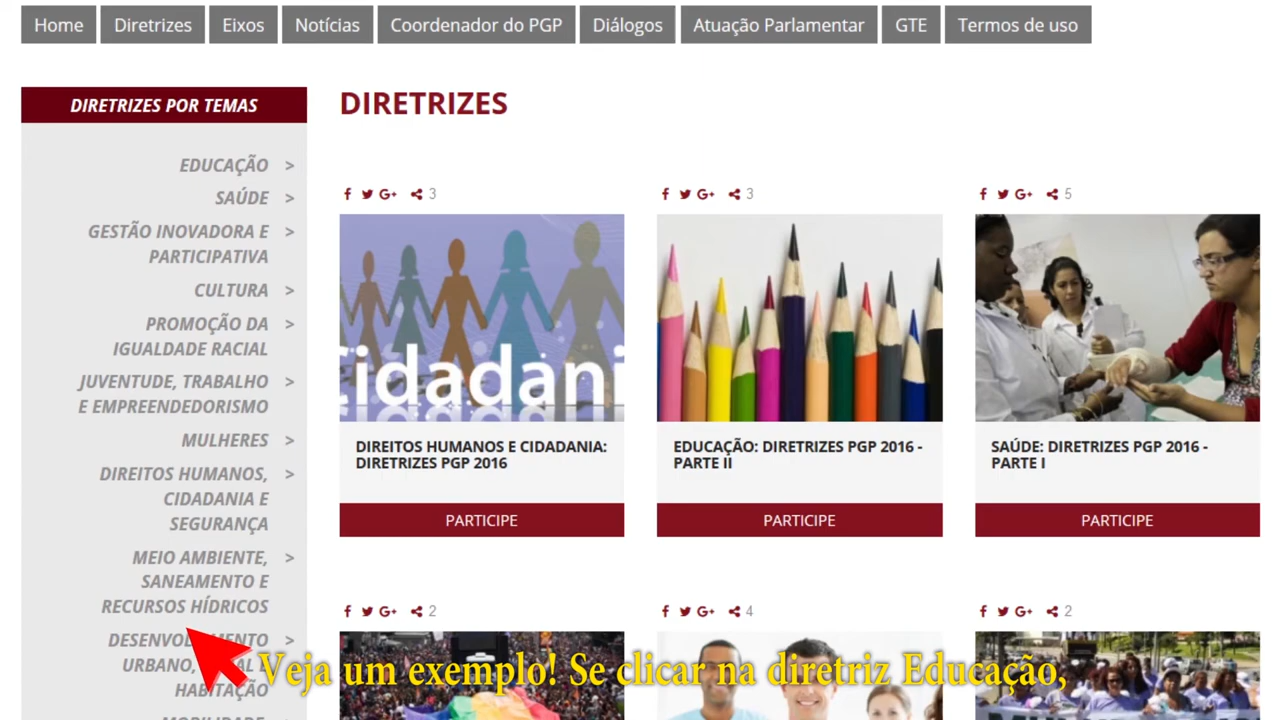 Home Diretrizes Eixos Notícias Coordenador do PGP Diálogos Atuação Parlamentar GTE Termos de uso
DIRETRIZES POR TEMAS
EDUCAÇÃO >
SAÚDE >
GESTÃO INOVADORA E >
PARTICIPATIVA
CULTURA >
PROMOÇÃO DA >
IGUALDADE RACIAL
JUVENTUDE, TRABALHO >
E EMPREENDEDORISMO
MULHERES >
DIREITOS HUMANOS, >
CIDADANIA E
SEGURANÇA
MEIO AMBIENTE, >
SANEAMENTO E
RECURSOS HÍDRICOS
>
URBANO,
HABITAÇÃO
DIRETRIZES
G+ 3
Cidadani
DIREITOS HUMANOS E CIDADANIA:
DIRETRIZES PGP 2016
PARTICIPE
G+ 3
EDUCAÇÃO: DIRETRIZES PGP 2016 -
PARTE II
PARTICIPE
G+ 5
SAÚDE: DIRETRIZES PGP 2016 -
PARTE I
PARTICIPE
G+ 2
G+ 4
G+ 2
Veja um exemplo! Se clicar na diretriz Educação,